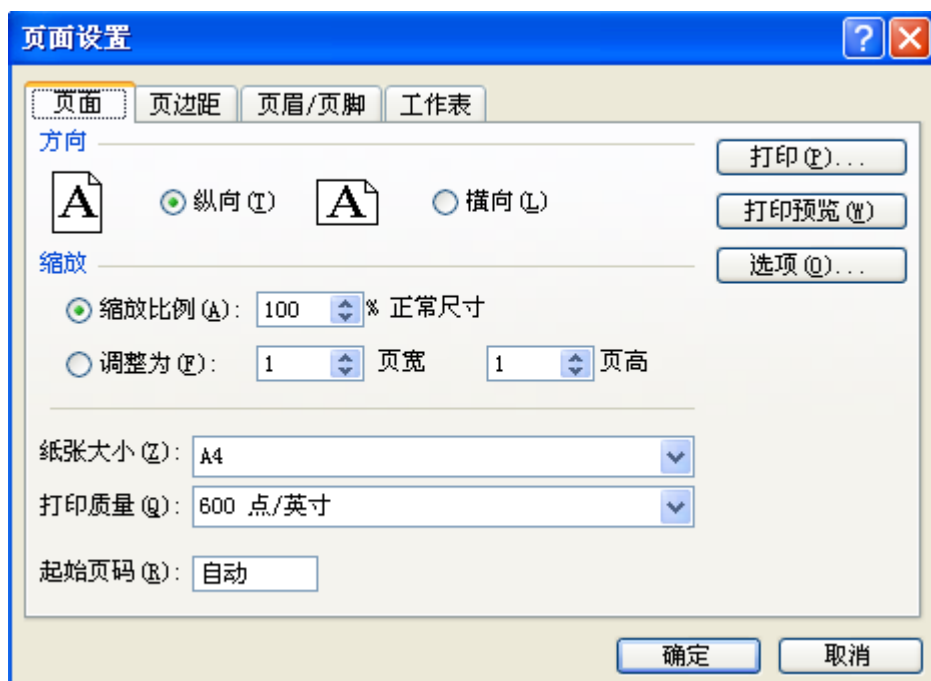 页面设置
页面 页边距 页眉/页脚 工作表
方向
打印(P)...
A 纵向(T) A 横向(L)
打印预览(W)
缩放
选项(O)...
缩放比例(A): 100 % 正常尺寸
调整为(F): 1 页宽 1 页高
纸张大小(Z): A4
打印质量(Q): 600 点/英寸
起始页码(R): 自动
确定 取消